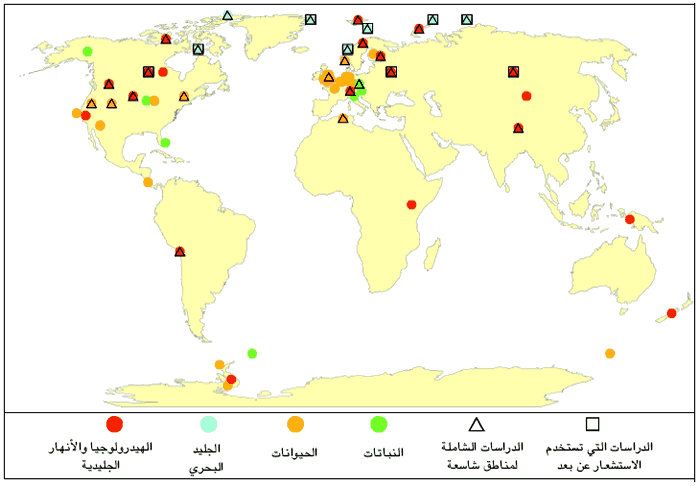 الدراسات التي تستخدم
الاستشعار عن بعد
الدراسات الشاملة
لمناطق شاسعة
النباتات
الحيوانات
الجليد
البحري
الهيدرولوجيا والأنهار
الجليدية